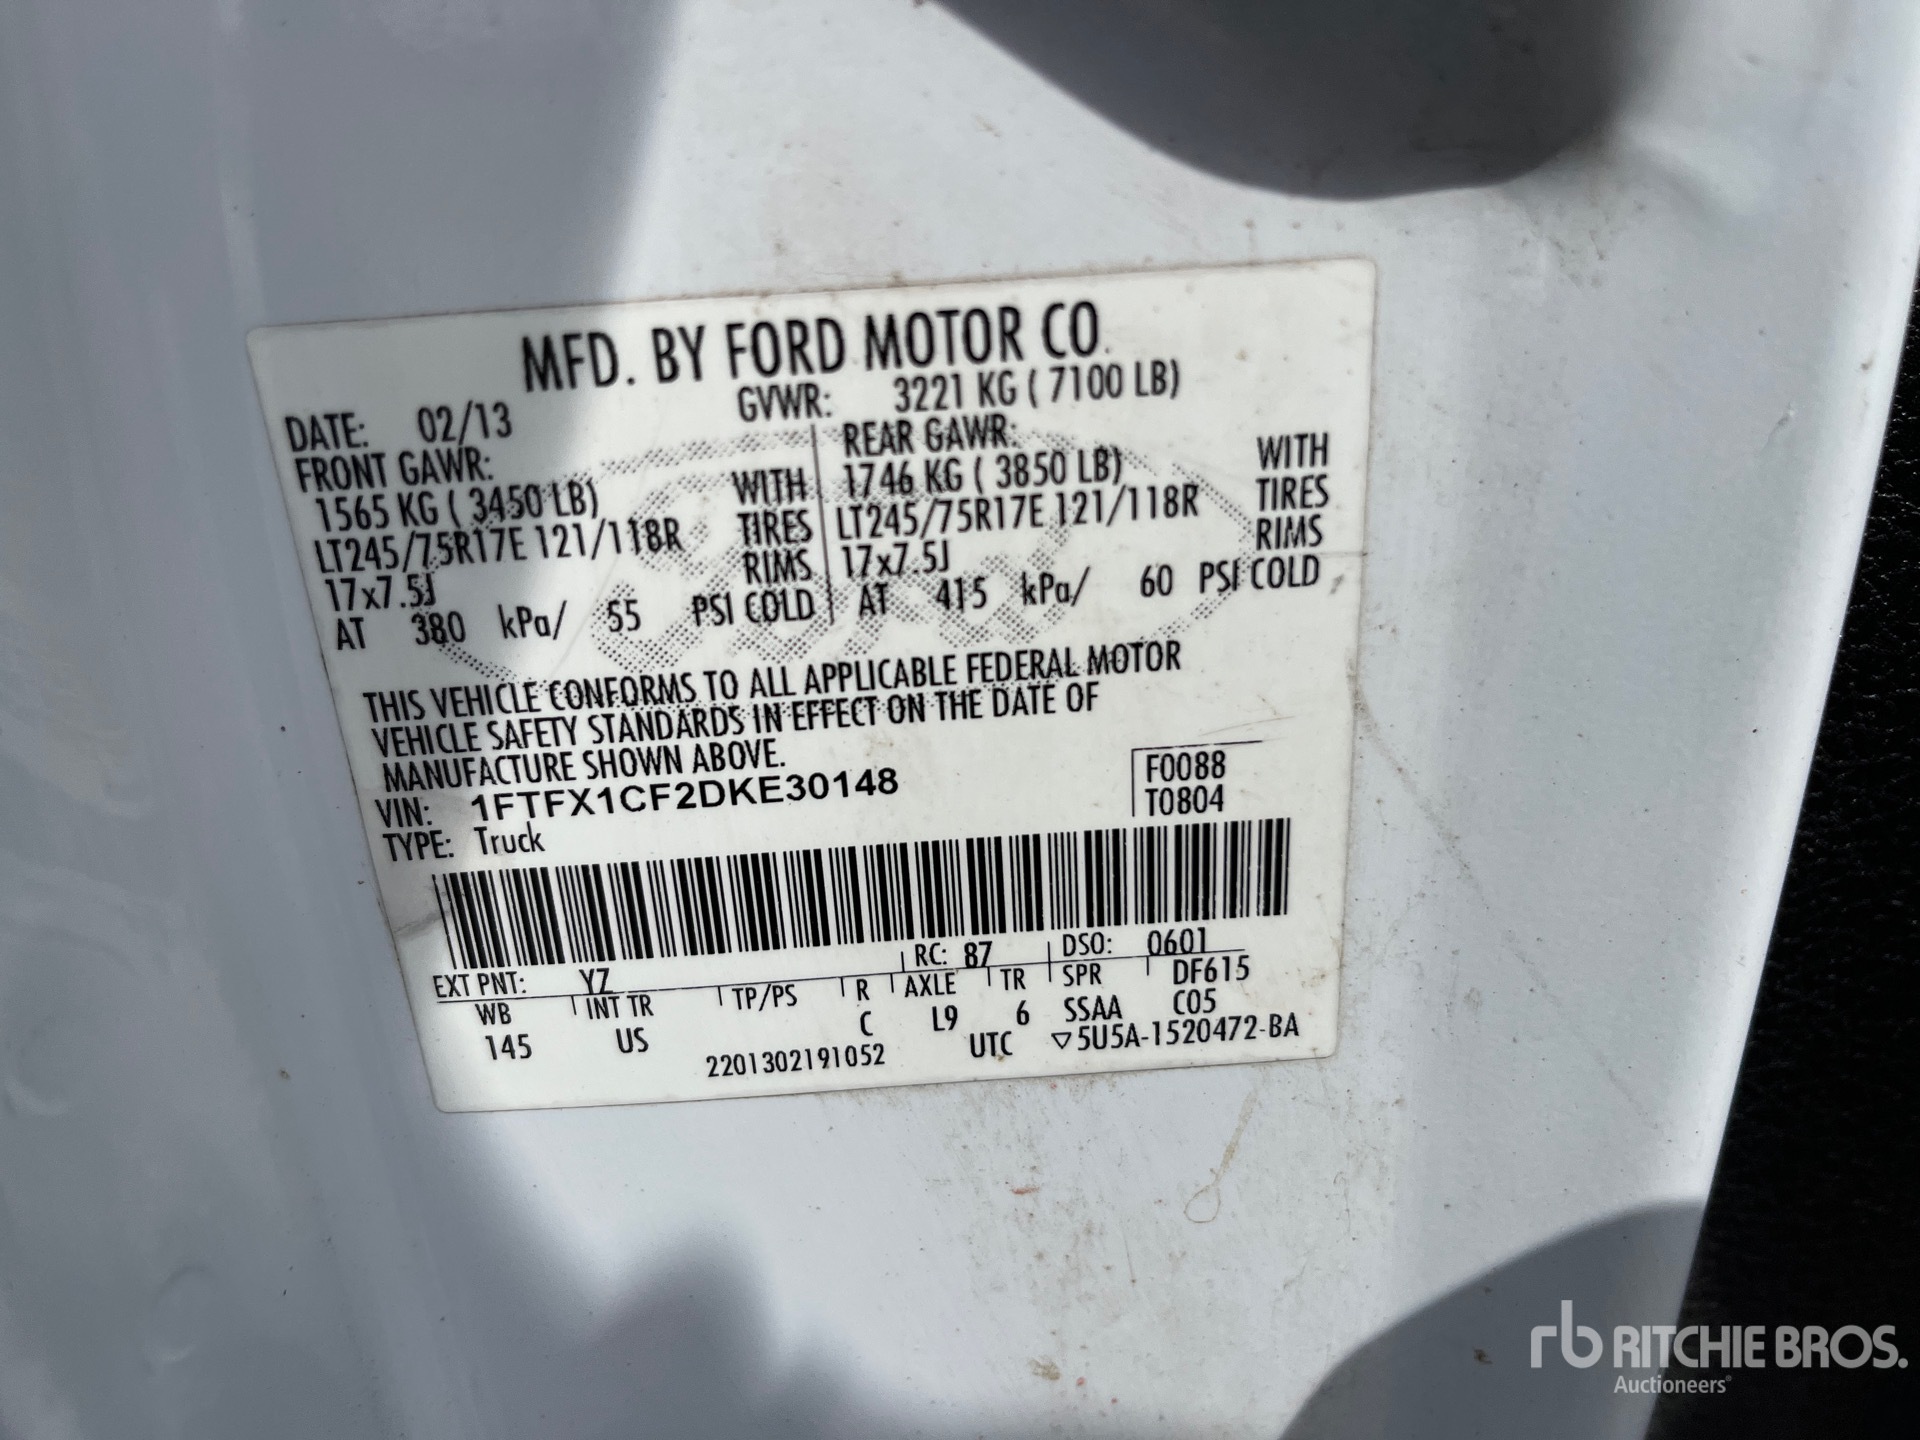 MFD. BY FORD MOTOR CO.
DATE: 02/13 GVWR: 3221 KG ( 7100 LB)
FRONT GAWR: REAR GAWR:
1565 KG ( 3450 LB) WITH 1746 KG ( 3850 LB) WITH
LT245/75R17E 121/118R TIRES LT245/75R17E 121/118R TIRES
17x7.5J RIMS 17x7.5J RIMS
AT 380 kPa/ 55 PSI COLD AT 415 kPa/ 60 PSI COLD
THIS VEHICLE CONFORMS TO ALL APPLICABLE FEDERAL MOTOR
VEHICLE SAFETY STANDARDS IN EFFECT ON THE DATE OF
MANUFACTURE SHOWN ABOVE.
VIN: 1FTFX1CF2DKE30148 F0088
TYPE: Truck T0804
EXT PNT: YZ RC: 87 DSO: 0601
WB INT TR TP/PS R AXLE TR SPR DF615
145 US C L9 6 SSAA C05
2201302191052 UTC ▽5U5A-1520472-BA
rb RITCHIE BROS.
Auctioneers®